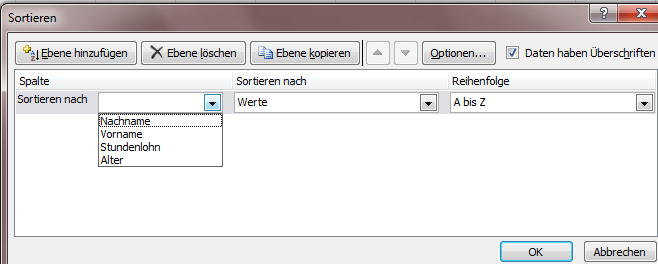 Sortieren
Ebene hinzufügen Ebene löschen Ebene kopieren Optionen... Daten haben Überschriften
Spalte Sortieren nach Reihenfolge
Sortieren nach Werte A bis Z
Nachname
Vorname
Stundenlohn
Alter
OK Abbrechen